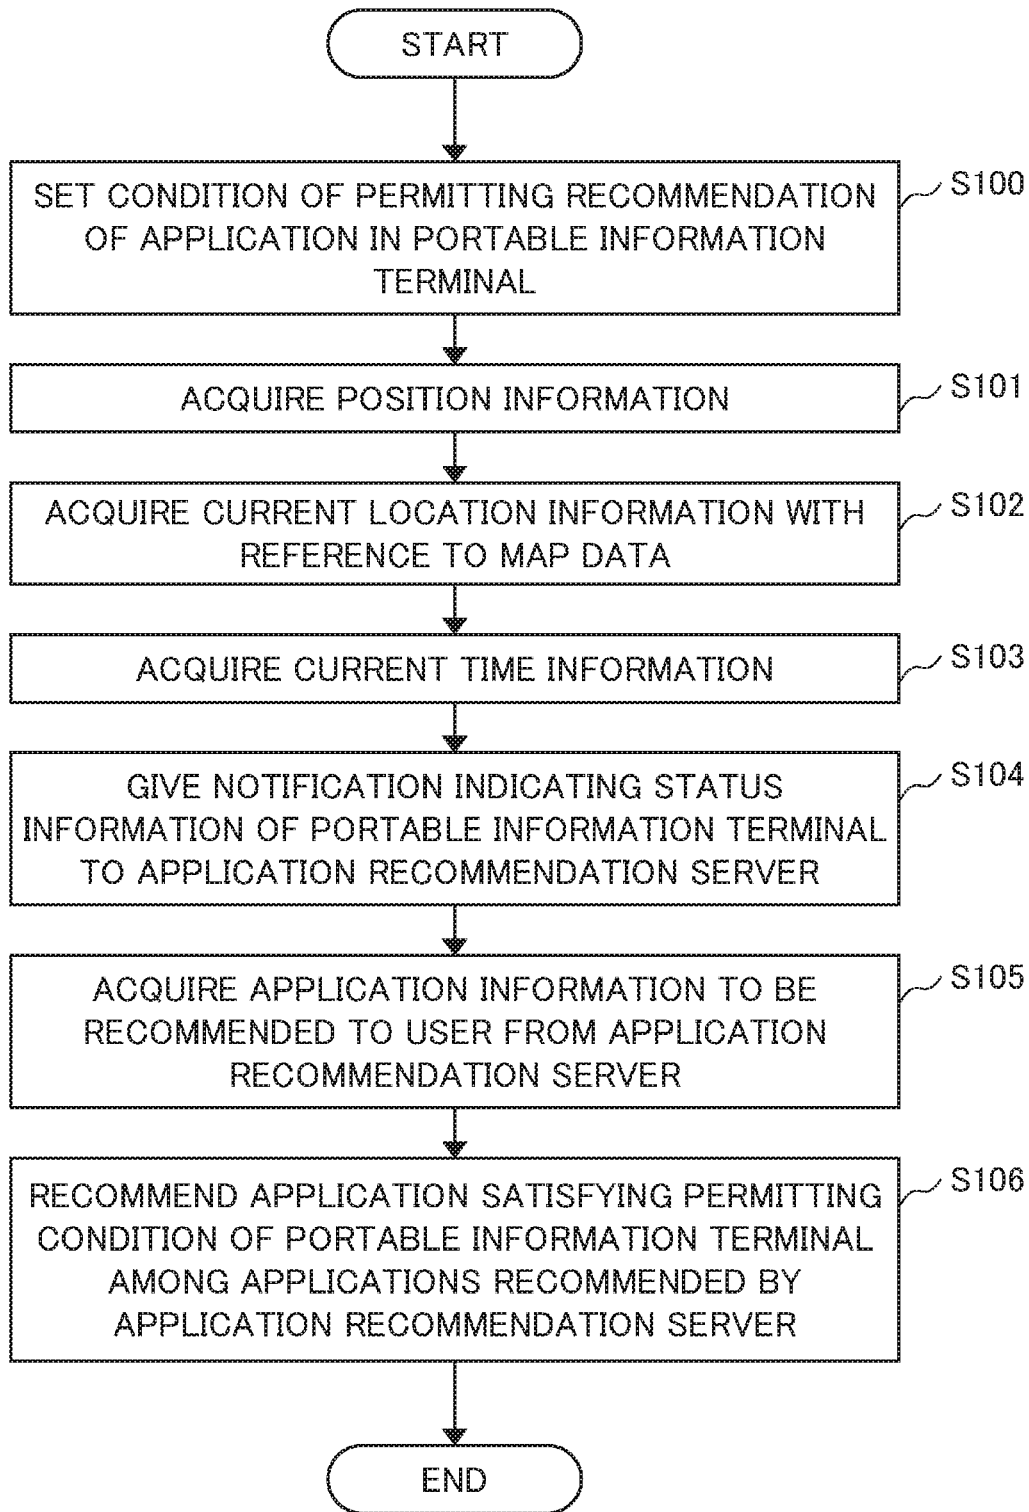 START
SET CONDITION OF PERMITTING RECOMMENDATION
OF APPLICATION IN PORTABLE INFORMATION
TERMINAL
S100
ACQUIRE POSITION INFORMATION
S101
ACQUIRE CURRENT LOCATION INFORMATION WITH
REFERENCE TO MAP DATA
S102
ACQUIRE CURRENT TIME INFORMATION
S103
GIVE NOTIFICATION INDICATING STATUS
INFORMATION OF PORTABLE INFORMATION TERMINAL
TO APPLICATION RECOMMENDATION SERVER
S104
ACQUIRE APPLICATION INFORMATION TO BE
RECOMMENDED TO USER FROM APPLICATION
RECOMMENDATION SERVER
S105
RECOMMEND APPLICATION SATISFYING PERMITTING
CONDITION OF PORTABLE INFORMATION TERMINAL
AMONG APPLICATIONS RECOMMENDED BY
APPLICATION RECOMMENDATION SERVER
S106
END